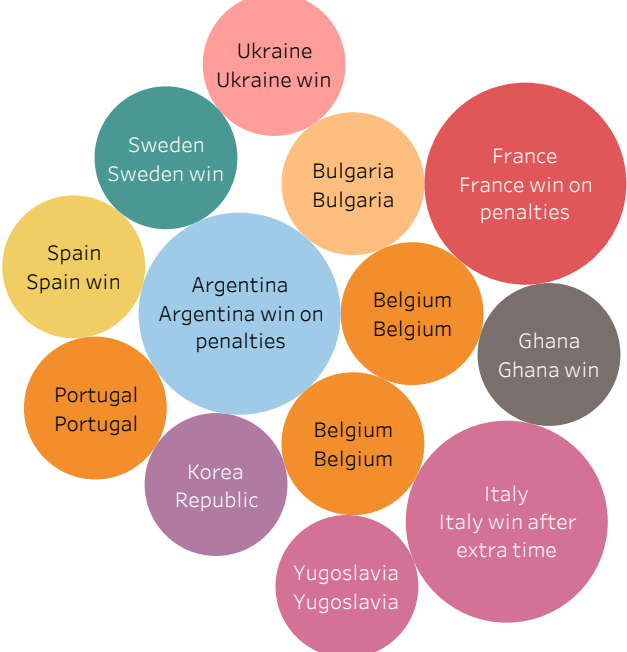 Ukraine
Ukraine win
Sweden
Sweden win
Bulgaria
Bulgaria
France
France win on
penalties
Spain
Spain win
Argentina
Argentina win on
penalties
Belgium
Belgium
Ghana
Ghana win
Portugal
Portugal
Belgium
Belgium
Korea
Republic
Italy
Italy win after
extra time
Yugoslavia
Yugoslavia